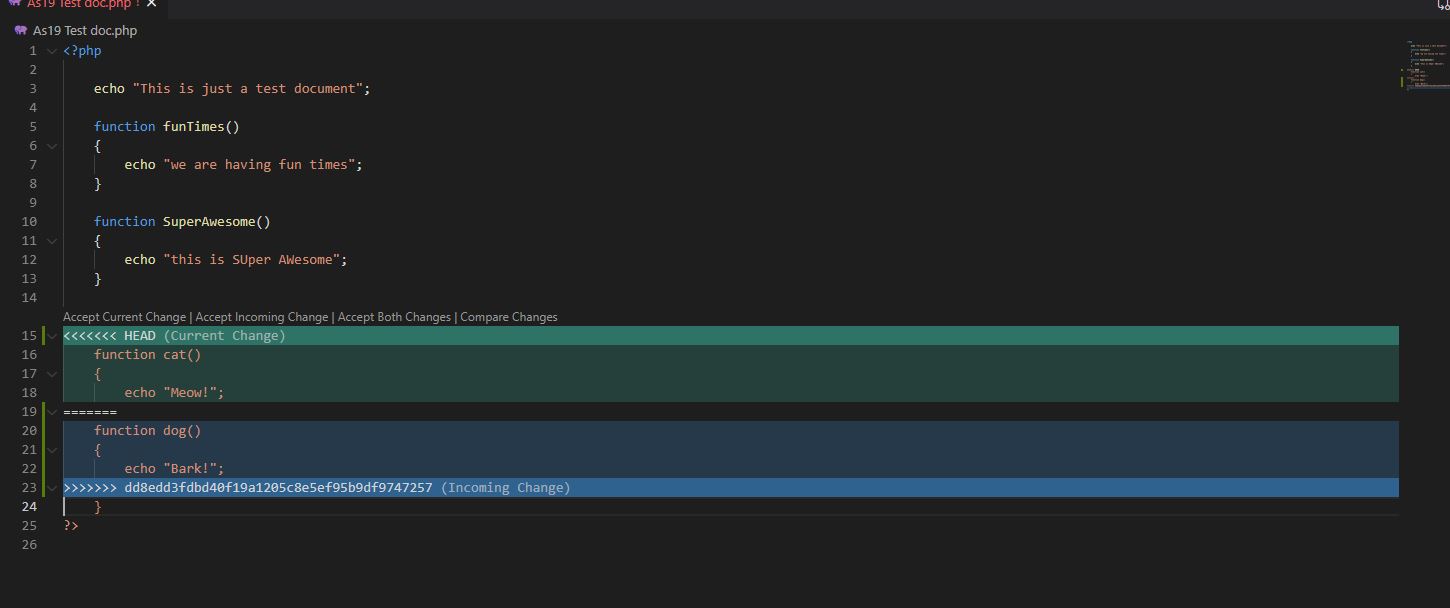 As19 Test doc.php !
As19 Test doc.php
1 <?php
2
3 echo "This is just a test document";
4
5 function funTimes()
6 {
7 echo "we are having fun times";
8 }
9
10 function SuperAwesome()
11 {
12 echo "this is SUper AWesome";
13 }
14
Accept Current Change | Accept Incoming Change | Accept Both Changes | Compare Changes
15 <<<<<<< HEAD (Current Change)
16 function cat()
17 {
18 echo "Meow!";
19 =======
20 function dog()
21 {
22 echo "Bark!";
23 >>>>>>> dd8edd3fdbd40f19a1205c8e5ef95b9df9747257 (Incoming Change)
24 }
25 ?>
26